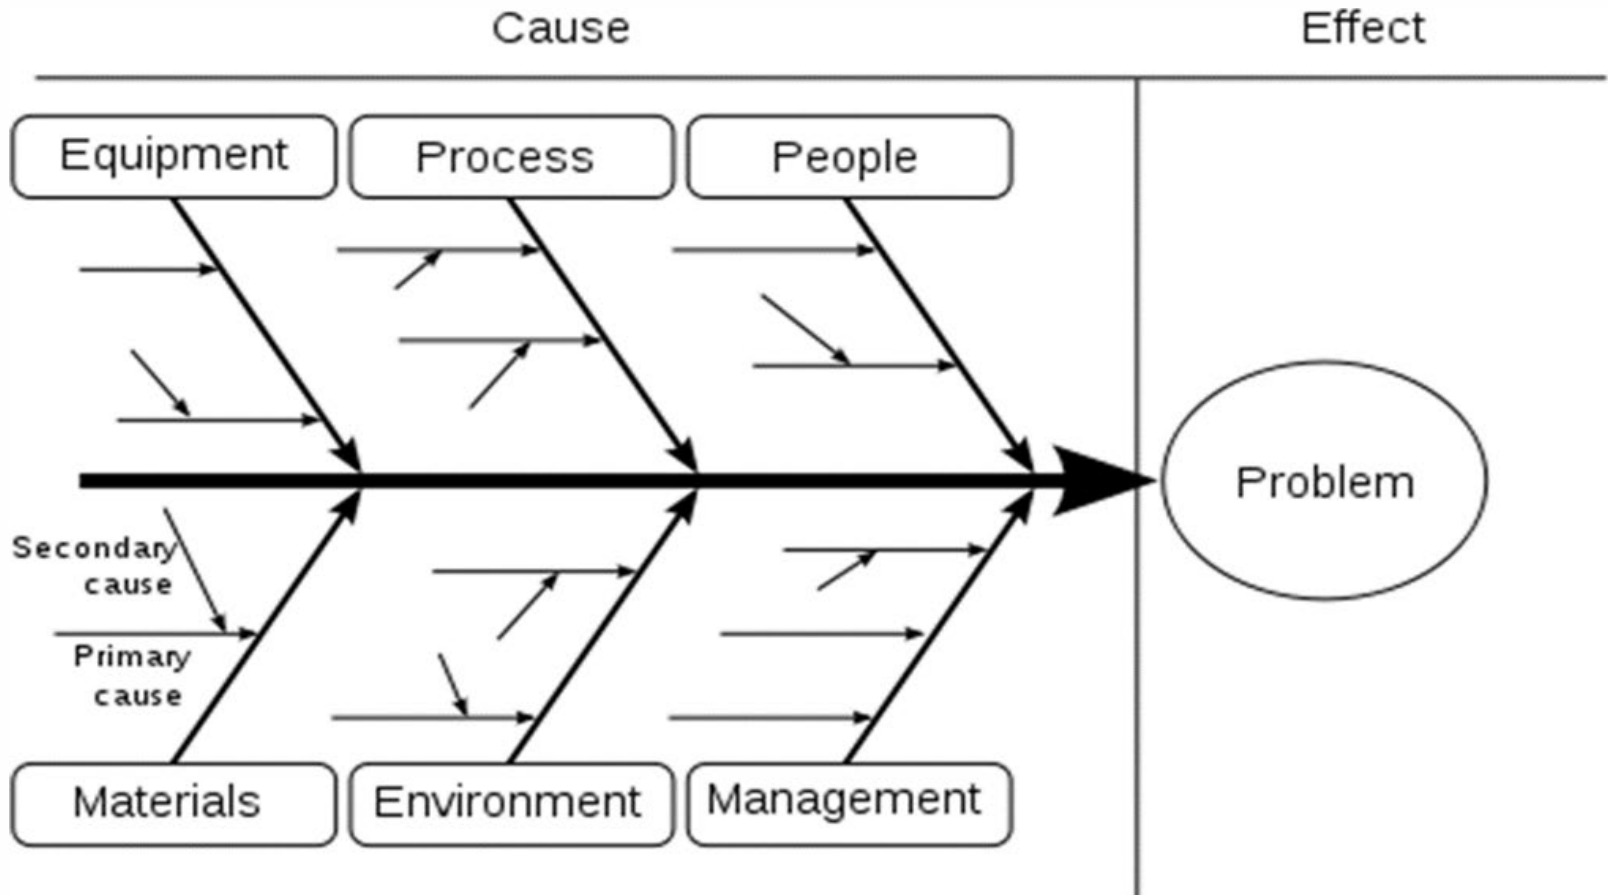 Cause
Effect
Equipment
Process
People
Problem
Secondary
cause
Primary
cause
Materials
Environment
Management